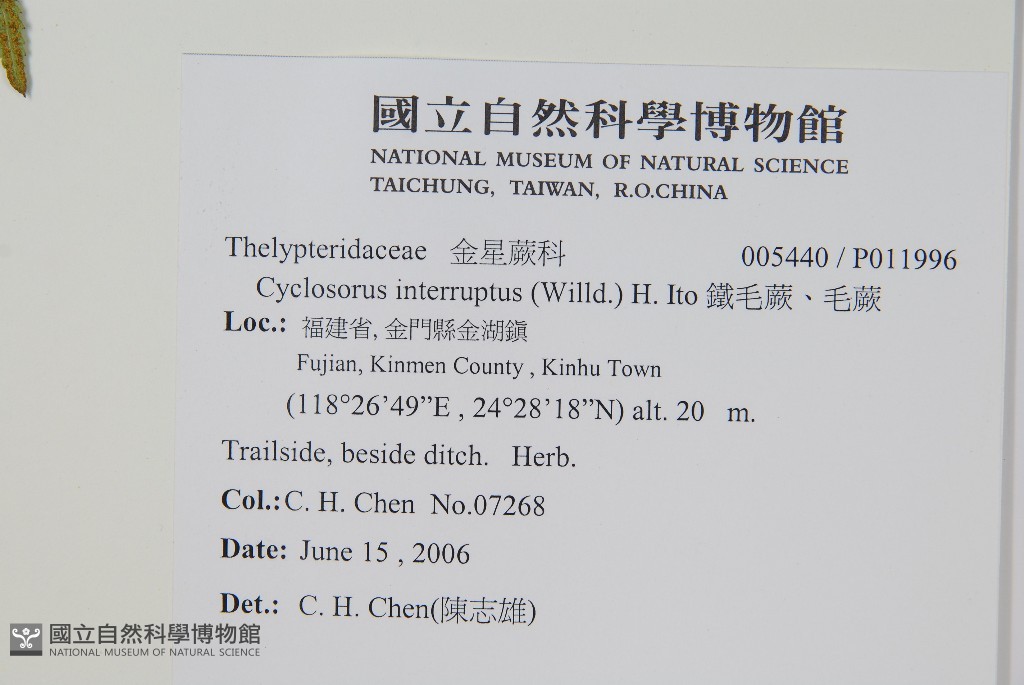 國立自然科學博物館
NATIONAL MUSEUM OF NATURAL SCIENCE
TAICHUNG, TAIWAN, R.O.CHINA
Thelypteridaceae 金星蕨科 005440 / P011996
Cyclosorus interruptus (Willd.) H. Ito 鐵毛蕨、毛蕨
Loc.: 福建省, 金門縣金湖鎮
Fujian, Kinmen County , Kinhu Town
(118°26’49”E , 24°28’18”N) alt. 20 m.
Trailside, beside ditch. Herb.
Col.:C. H. Chen No.07268
Date: June 15 , 2006
Det.: C. H. Chen(陳志雄)
國立自然科學博物館
NATIONAL MUSEUM OF NATURAL SCIENCE